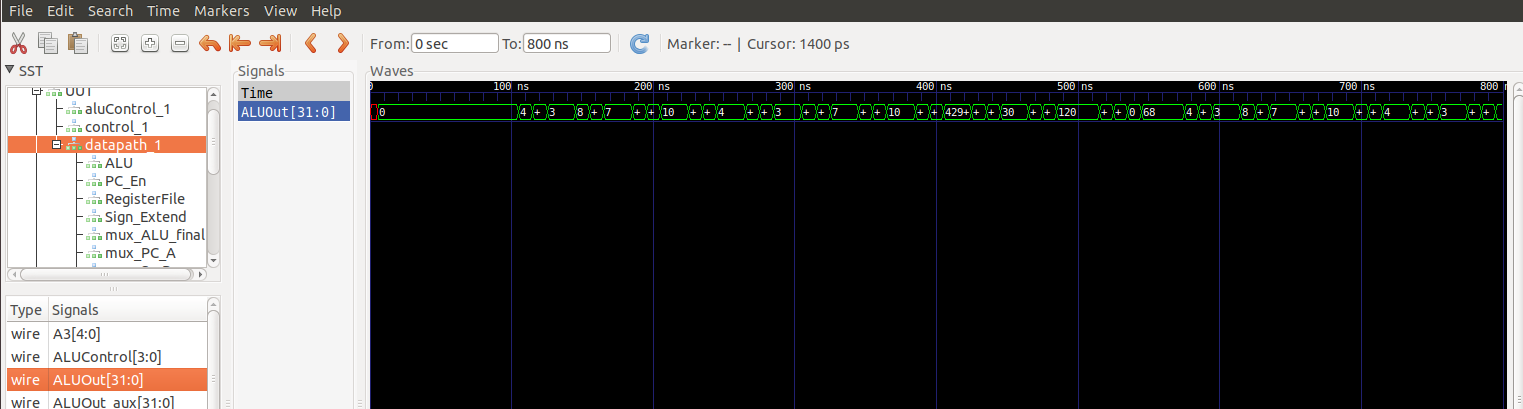 File Edit Search Time Markers View Help
From: 0 sec To: 800 ns Marker: -- | Cursor: 1400 ps
SST
UUT
aluControl_1
control_1
datapath_1
ALU
PC_En
RegisterFile
Sign_Extend
mux_ALU_final
mux_PC_A
Type Signals
wire A3[4:0]
wire ALUControl[3:0]
wire ALUOut[31:0]
wire ALUOut_aux[31:0]
Signals
Time
ALUOut[31:0]
Waves
0 100 ns 200 ns 300 ns 400 ns 500 ns 600 ns 700 ns 800
0 4 + 3 8 + 7 + + 10 + + 4 + + 3 + + 7 + + 10 + + 429+ + + 30 + + 120 + + 0 68 4 + 3 8 + 7 + + 10 + + 4 + + 3 + +